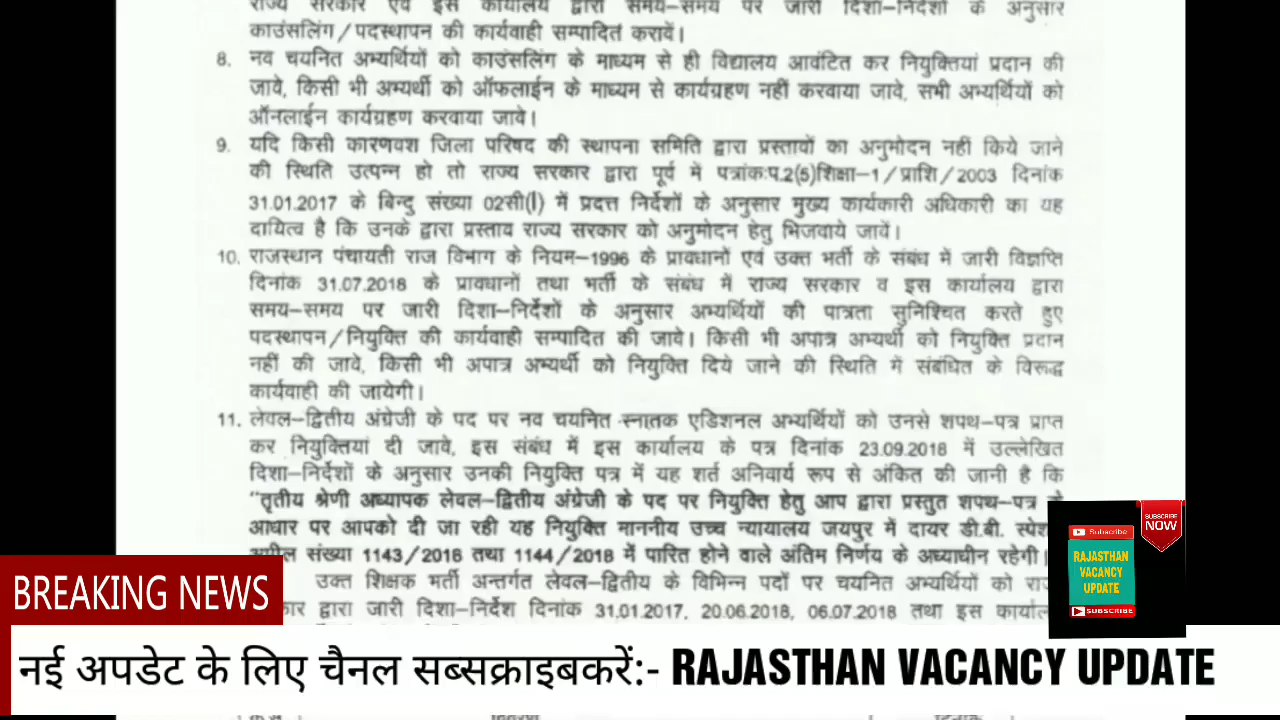 राज्य सरकार एवं इस कार्यालय द्वारा समय–समय पर जारी दिशा–निर्देशों के अनुसार
काउंसलिंग/पदस्थापन की कार्यवाही सम्पादित करावें।
8. नव चयनित अभ्यर्थियों को काउंसलिंग के माध्यम से ही विद्यालय आवंटित कर नियुक्तियां प्रदान की
जावे, किसी भी अभ्यर्थी को ऑफलाईन के माध्यम से कार्यग्रहण नहीं करवाया जावे, सभी अभ्यर्थियों को
ऑनलाईन कार्यग्रहण करवाया जावे।
9. यदि किसी कारणवश जिला परिषद की स्थापना समिति द्वारा प्रस्तावों का अनुमोदन नहीं किये जाने
की स्थिति उत्पन्न हो तो राज्य सरकार द्वारा पूर्व में पत्रांकःप.2(5)शिक्षा–1/प्राशि/2003 दिनांक
31.01.2017 के बिन्दु संख्या 02सी(I) में प्रदत्त निर्देशों के अनुसार मुख्य कार्यकारी अधिकारी का यह
दायित्व है कि उनके द्वारा प्रस्ताव राज्य सरकार को अनुमोदन हेतु भिजवाये जावें।
10. राजस्थान पंचायती राज विभाग के नियम–1996 के प्रावधानों एवं उक्त भर्ती के संबंध में जारी विज्ञप्ति
दिनांक 31.07.2018 के प्रावधानों तथा भर्ती के संबंध में राज्य सरकार व इस कार्यालय द्वारा
समय–समय पर जारी दिशा–निर्देशों के अनुसार अभ्यर्थियों की पात्रता सुनिश्चित करते हुए
पदस्थापन/नियुक्ति की कार्यवाही सम्पादित की जावे। किसी भी अपात्र अभ्यर्थी को नियुक्ति प्रदान
नहीं की जावे, किसी भी अपात्र अभ्यर्थी को नियुक्ति दिये जाने की स्थिति में संबंधित के विरूद्ध
कार्यवाही की जायेगी।
11. लेवल–द्वितीय अंग्रेजी के पद पर नव चयनित स्नातक एडिशनल अभ्यर्थियों को उनसे शपथ–पत्र प्राप्त
कर नियुक्तियां दी जावे, इस संबंध में इस कार्यालय के पत्र दिनांक 23.09.2018 में उल्लेखित
दिशा–निर्देशों के अनुसार उनकी नियुक्ति पत्र में यह शर्त अनिवार्य रूप से अंकित की जानी है कि
"तृतीय श्रेणी अध्यापक लेवल–द्वितीय अंग्रेजी के पद पर नियुक्ति हेतु आप द्वारा प्रस्तुत शपथ–पत्र
आधार पर आपको दी जा रही यह नियुक्ति माननीय उच्च न्यायालय जयपुर में दायर डी.बी.
अपील संख्या 1143/2018 तथा 1144/2018 में पारित होने वाले अंतिम निर्णय के अध्याधीन रहेगी।
उक्त शिक्षक भर्ती अन्तर्गत लेवल–द्वितीय के विभिन्न पदों पर चयनित अभ्यर्थियों को
द्वारा जारी दिशा–निर्देश दिनांक 31.01.2017, 20.06.2018, 06.07.2018 तथा इस
Subscribe
SUBSCRIBE
NOW
RAJASTHAN
VACANCY
UPDATE
SUBSCRIBE
BREAKING NEWS
नई अपडेट के लिए चैनल सब्सक्राइबकरें:- RAJASTHAN VACANCY UPDATE